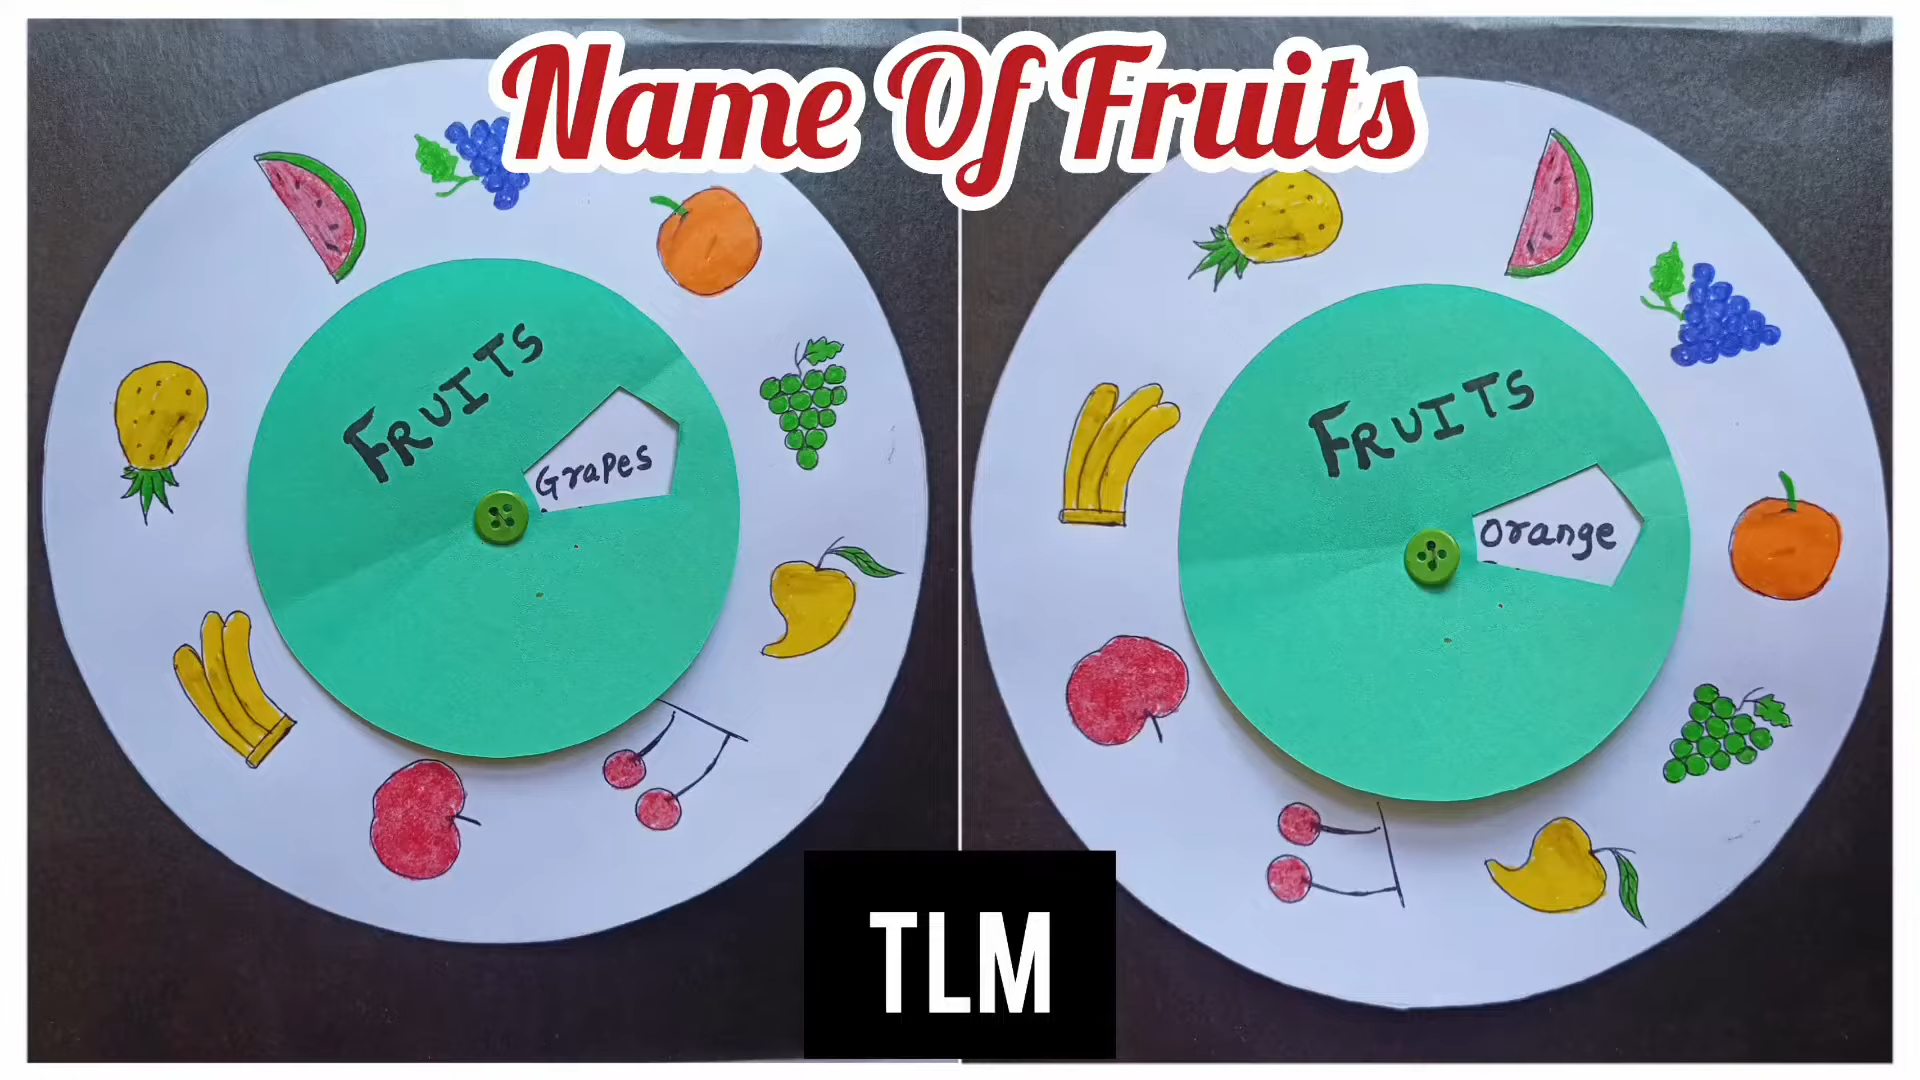 Name Of Fruits
FRUITS
Grapes
FRUITS
Orange
TLM